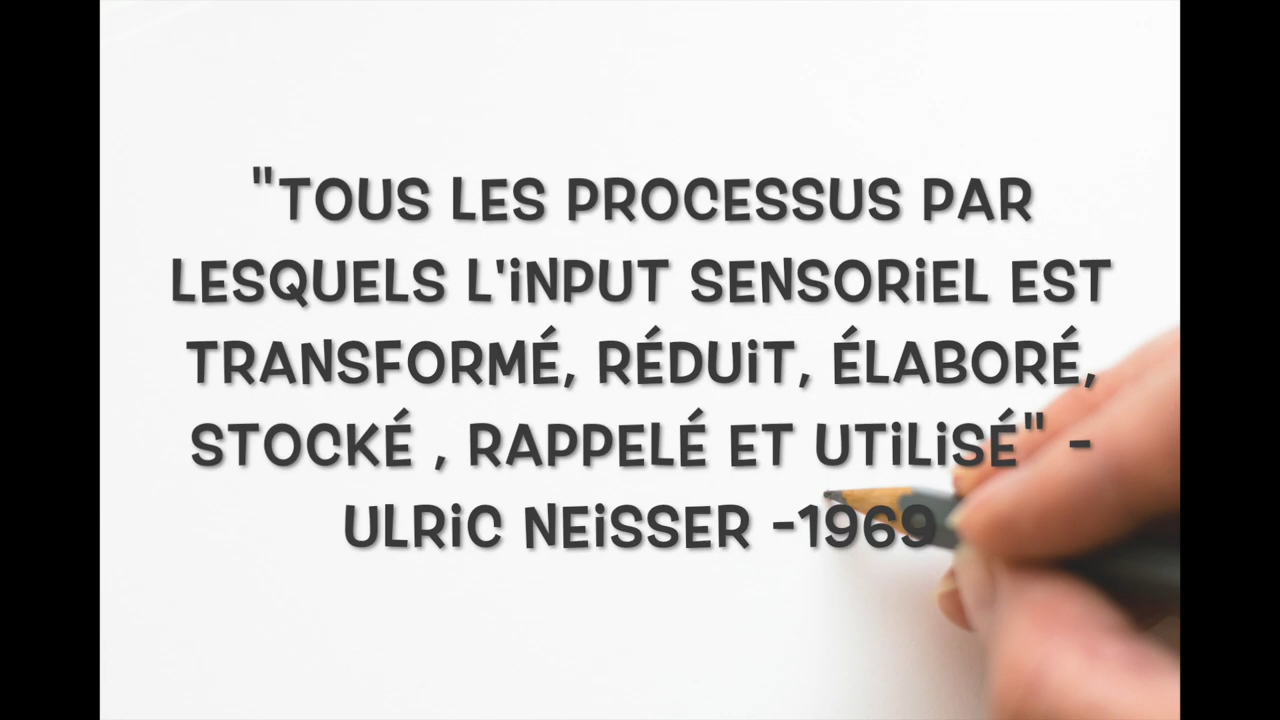 "TOUS LES PROCESSUS PAR
LESQUELS L'iNPUT SENSORiEL EST
TRANSFORMÉ, RÉDUiT, ÉLABORÉ,
STOCKÉ , RAPPELÉ ET UTiLiSÉ" -
ULRiC NEiSSER -1969